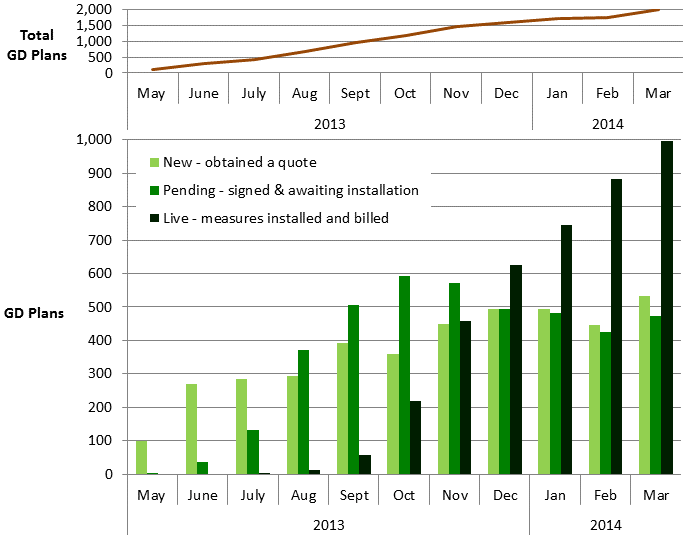 Total
GD Plans
2,000
1,500
1,000
500
0
May June July Aug Sept Oct Nov Dec Jan Feb Mar
2013 2014
GD Plans
1,000
900
800
700
600
500
400
300
200
100
0
New - obtained a quote
Pending - signed & awaiting installation
Live - measures installed and billed
May June July Aug Sept Oct Nov Dec Jan Feb Mar
2013 2014